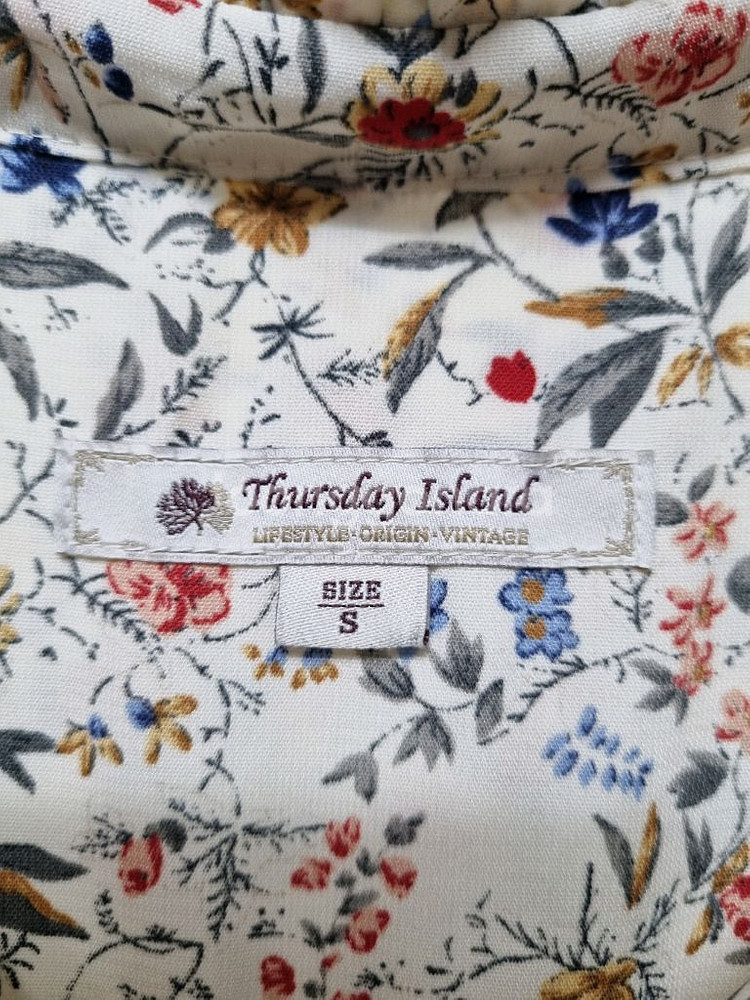 Thursday Island
LIFESTYLE·ORIGIN·VINTAGE
SIZE
S